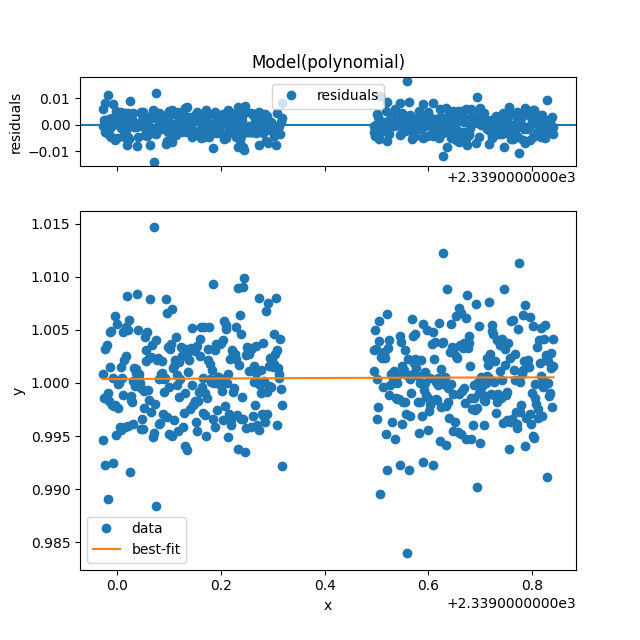 Model(polynomial)
residuals
0.01
0.00
−0.01
residuals
+2.3390000000e3
1.015
1.010
1.005
1.000
0.995
0.990
0.985
y
data
best-fit
0.0 0.2 0.4 0.6 0.8
x
+2.3390000000e3